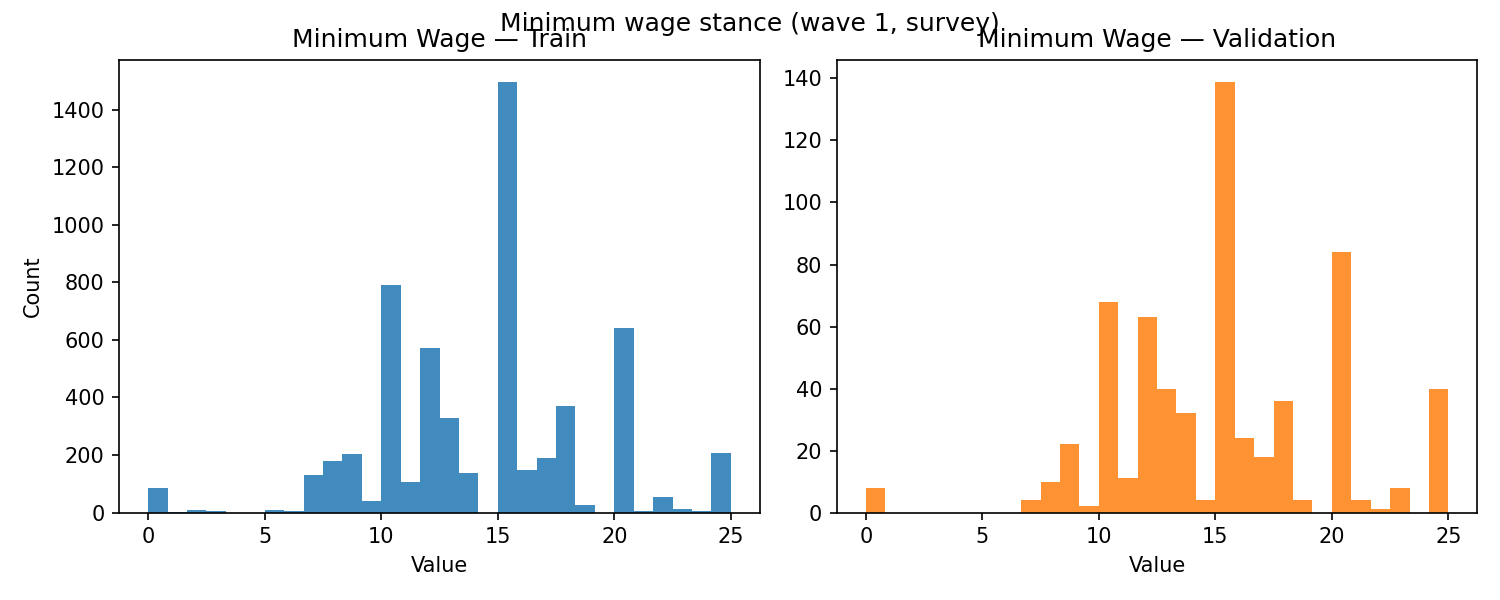 Minimum wage stance (wave 1, survey)
Minimum Wage — Train
Minimum Wage — Validation
1400
1200
1000
800
600
400
200
0
Count
0 5 10 15 20 25
Value
140
120
100
80
60
40
20
0
0 5 10 15 20 25
Value